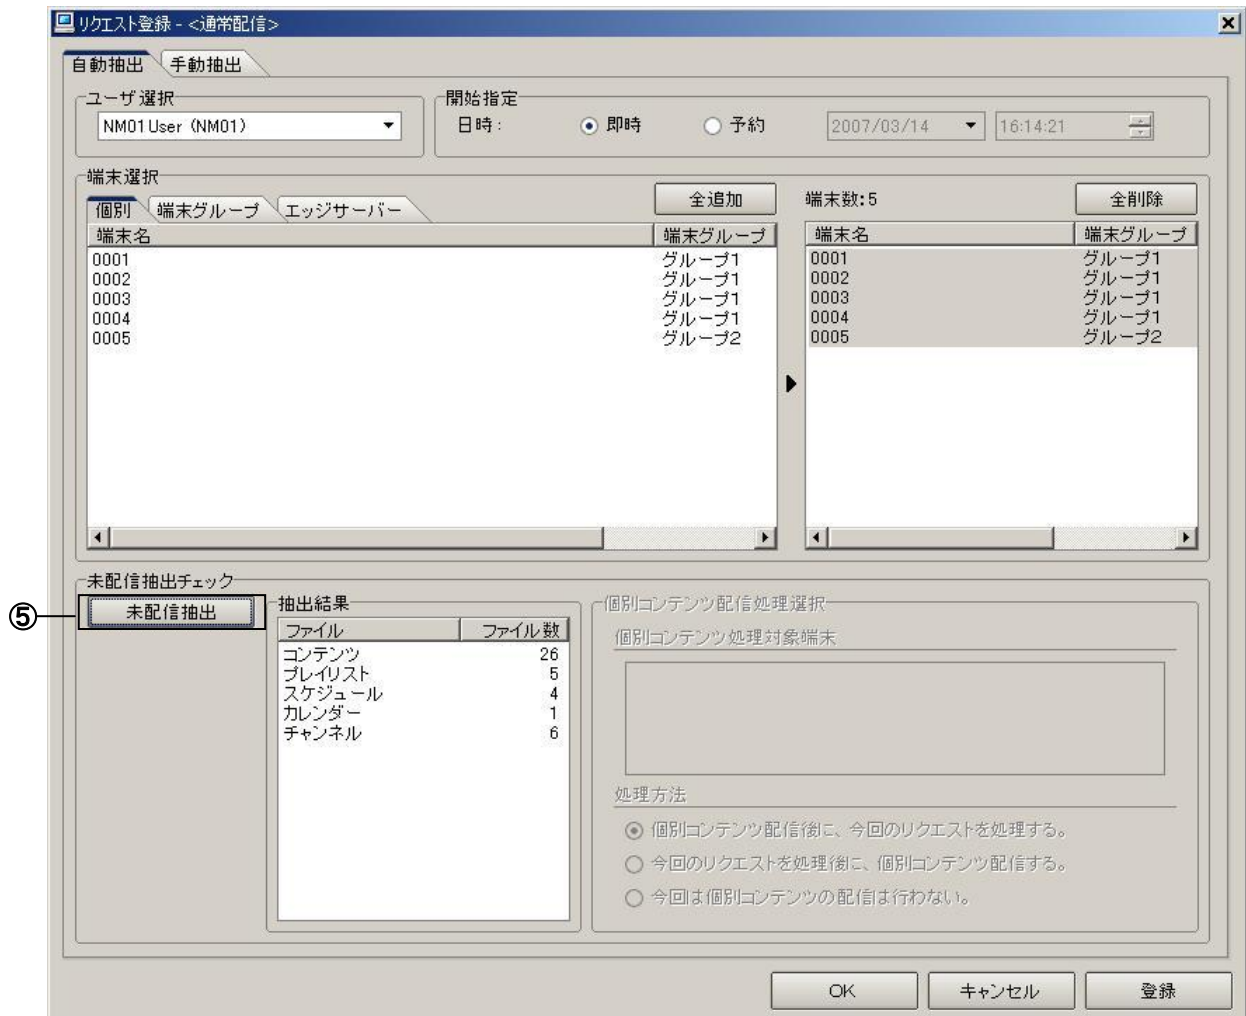 リクエスト登録 - <通常配信>
自動抽出 手動抽出
ユーザ選択
NM01User (NM01)
開始指定
日時: 即時 予約 2007/03/14 16:14:21
端末選択
個別 端末グループ エッジサーバー
全追加
端末名 端末グループ
0001 グループ1
0002 グループ1
0003 グループ1
0004 グループ1
0005 グループ2
端末数:5
全削除
端末名 端末グループ
0001 グループ1
0002 グループ1
0003 グループ1
0004 グループ1
0005 グループ2
未配信抽出チェック
⑤
未配信抽出
抽出結果
ファイル ファイル数
コンテンツ 26
プレイリスト 5
スケジュール 4
カレンダー 1
チャンネル 6
個別コンテンツ配信処理選択
個別コンテンツ処理対象端末
処理方法
個別コンテンツ配信後に、今回のリクエストを処理する。
今回のリクエストを処理後に、個別コンテンツ配信する。
今回は個別コンテンツの配信は行わない。
OK キャンセル 登録